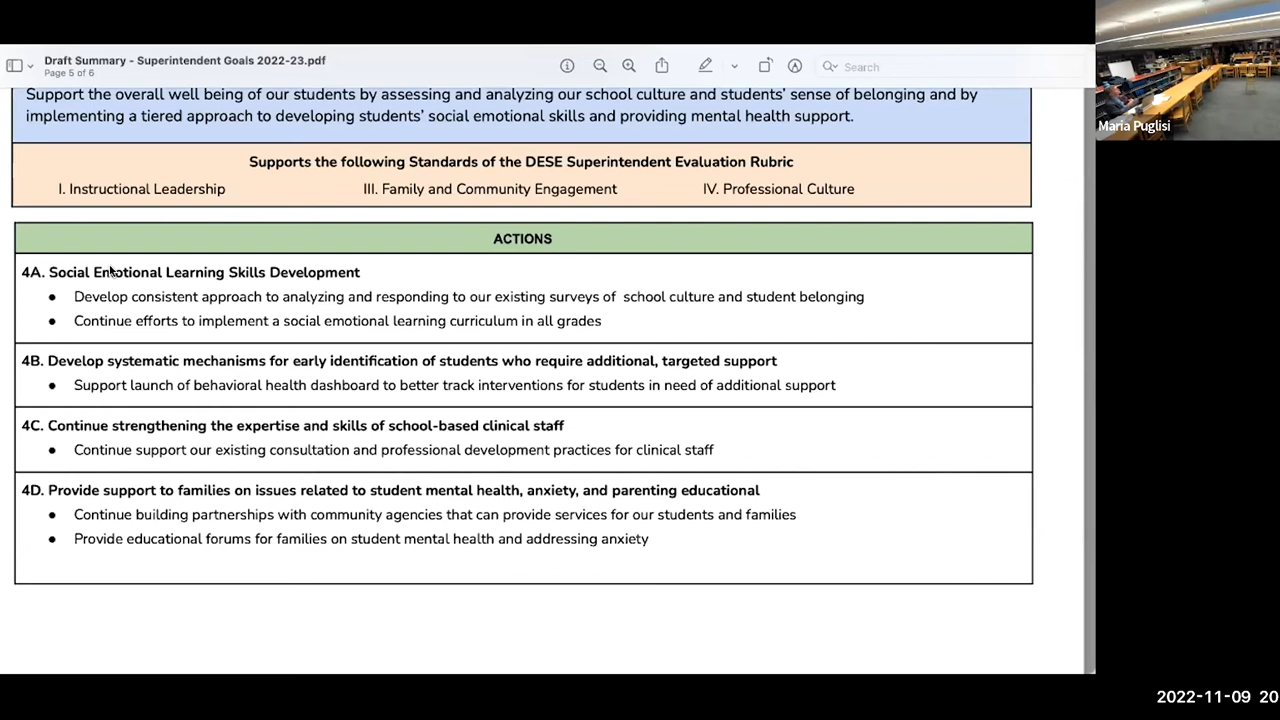 Draft Summary - Superintendent Goals 2022-23.pdf
Page 5 of 6
Search
Maria Puglisi
Support the overall well being of our students by assessing and analyzing our school culture and students' sense of belonging and by
implementing a tiered approach to developing students' social emotional skills and providing mental health support.
Supports the following Standards of the DESE Superintendent Evaluation Rubric
I. Instructional Leadership III. Family and Community Engagement IV. Professional Culture
ACTIONS
4A. Social Emotional Learning Skills Development
● Develop consistent approach to analyzing and responding to our existing surveys of school culture and student belonging
● Continue efforts to implement a social emotional learning curriculum in all grades
4B. Develop systematic mechanisms for early identification of students who require additional, targeted support
● Support launch of behavioral health dashboard to better track interventions for students in need of additional support
4C. Continue strengthening the expertise and skills of school-based clinical staff
● Continue support our existing consultation and professional development practices for clinical staff
4D. Provide support to families on issues related to student mental health, anxiety, and parenting educational
● Continue building partnerships with community agencies that can provide services for our students and families
● Provide educational forums for families on student mental health and addressing anxiety
2022-11-09 20